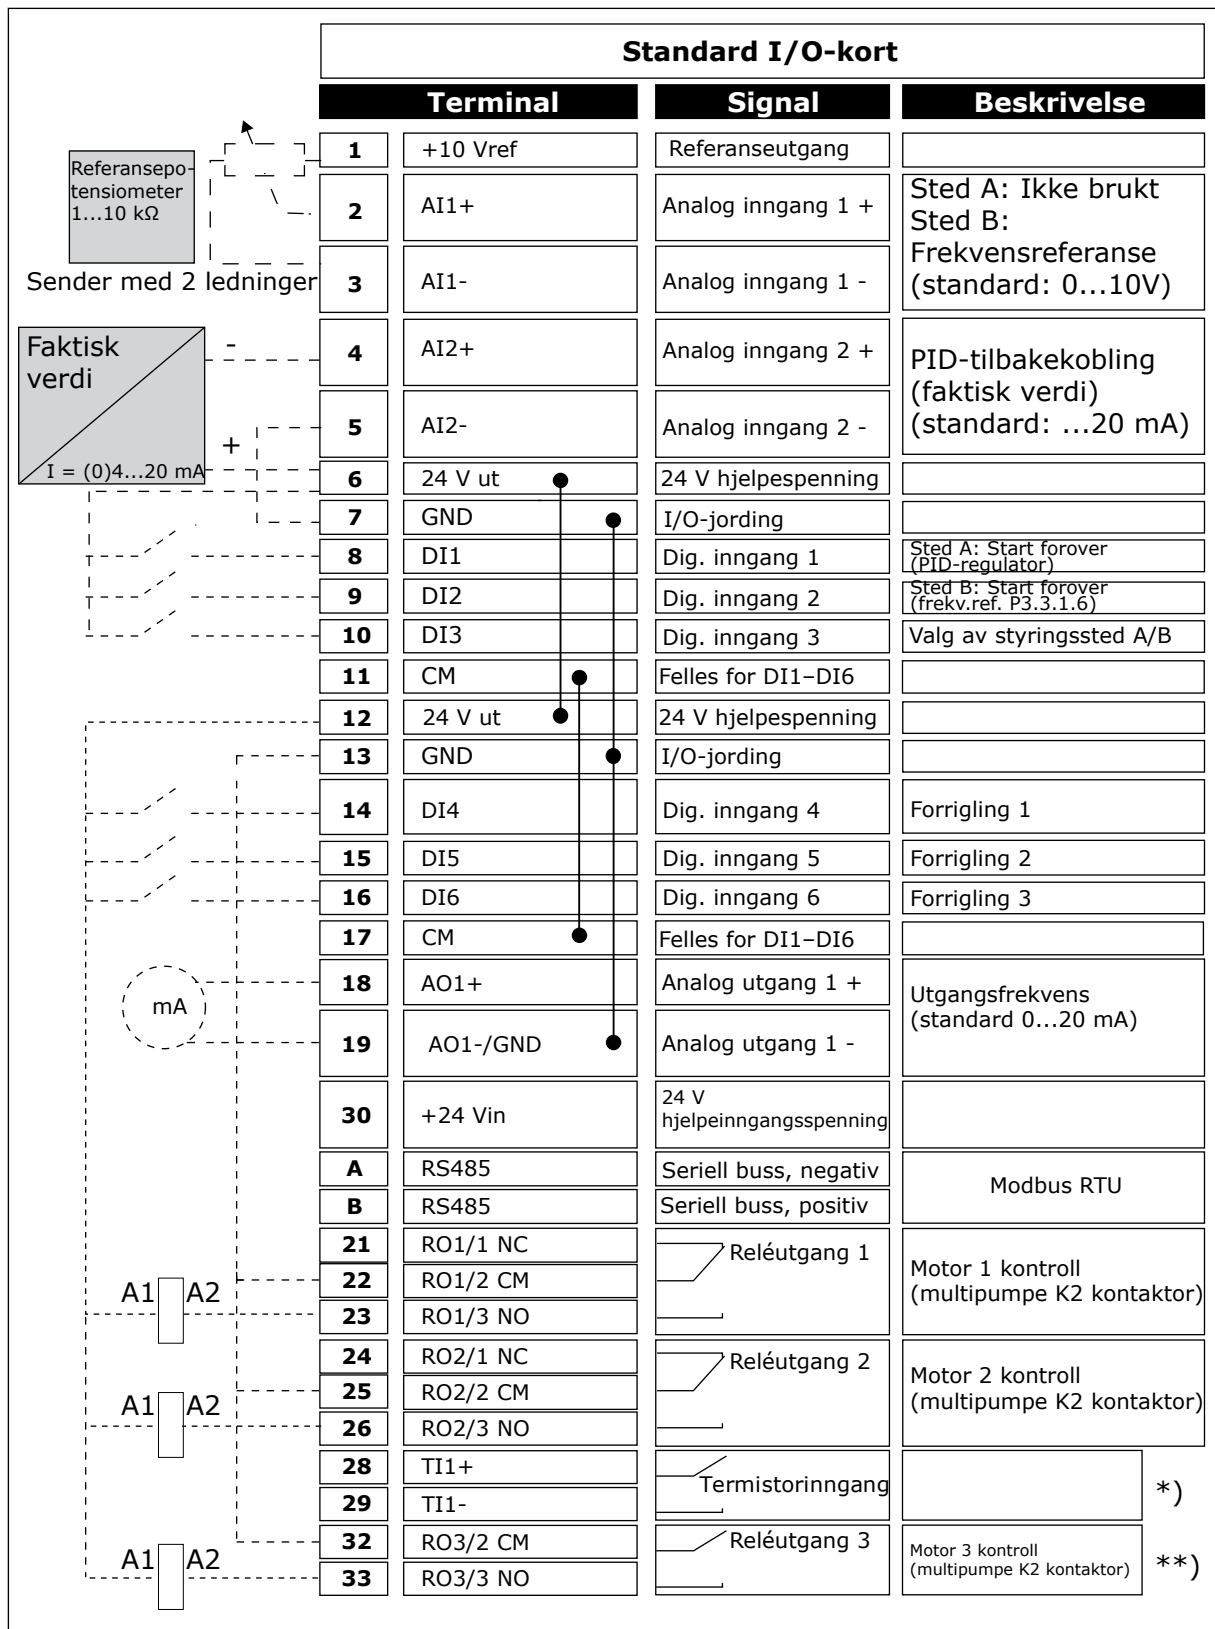 Standard I/O-kort
Terminal Signal Beskrivelse
Referansepo-
tensiometer
1...10 kΩ
1 +10 Vref Referanseutgang
2 AI1+ Analog inngang 1 +
Sted A: Ikke brukt
Sted B:
Frekvensreferanse
(standard: 0...10V)
Sender med 2 ledninger
3 AI1- Analog inngang 1 -
Faktisk
verdi
-
+
I = (0)4...20 mA
4 AI2+ Analog inngang 2 +
PID-tilbakekobling
(faktisk verdi)
(standard: ...20 mA)
5 AI2- Analog inngang 2 -
6 24 V ut 24 V hjelpespenning
7 GND I/O-jording
8 DI1 Dig. inngang 1
Sted A: Start forover
(PID-regulator)
9 DI2 Dig. inngang 2
Sted B: Start forover
(frekv.ref. P3.3.1.6)
10 DI3 Dig. inngang 3 Valg av styringssted A/B
11 CM Felles for DI1–DI6
12 24 V ut 24 V hjelpespenning
13 GND I/O-jording
14 DI4 Dig. inngang 4 Forrigling 1
15 DI5 Dig. inngang 5 Forrigling 2
16 DI6 Dig. inngang 6 Forrigling 3
17 CM Felles for DI1–DI6
mA
18 AO1+ Analog utgang 1 +
Utgangsfrekvens
(standard 0...20 mA)
19 AO1-/GND Analog utgang 1 -
30 +24 Vin
24 V
hjelpeinngangsspenning
A RS485 Seriell buss, negativ
Modbus RTU
B RS485 Seriell buss, positiv
21 RO1/1 NC Reléutgang 1
Motor 1 kontroll
(multipumpe K2 kontaktor)
22 RO1/2 CM
A1 A2
23 RO1/3 NO
24 RO2/1 NC Reléutgang 2
Motor 2 kontroll
(multipumpe K2 kontaktor)
25 RO2/2 CM
A1 A2
26 RO2/3 NO
28 TI1+
Termistorinngang *)
29 TI1-
32 RO3/2 CM Reléutgang 3
Motor 3 kontroll
(multipumpe K2 kontaktor) **)
A1 A2
33 RO3/3 NO